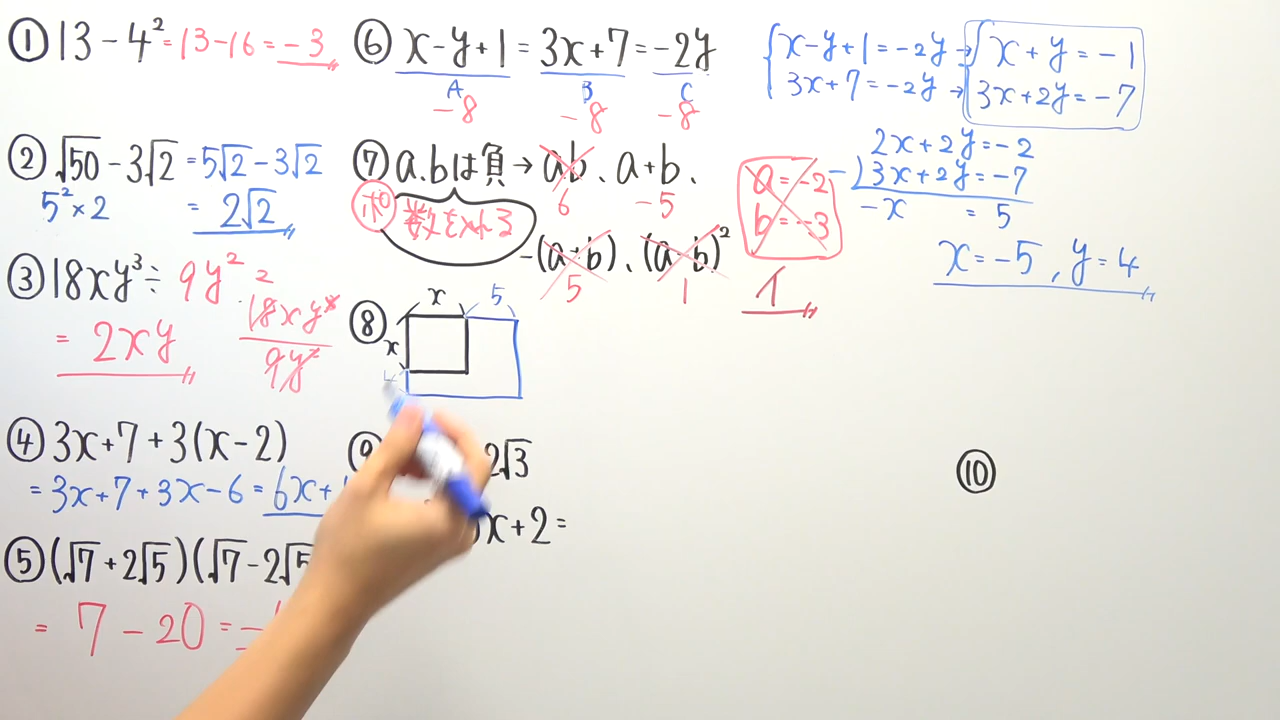 ① 13 - 4² = 13 - 16 = -3
② √50 - 3√2 = 5√2 - 3√2
5² × 2
= 2√2
③ 18xy³ ÷ 9y²
= 2xy
18xy³
9y²
④ 3x + 7 + 3(x - 2)
= 3x + 7 + 3x - 6 = 6x +
⑤ (√7 + 2√5)(√7 - 2√5
= 7 - 20 = -
⑥ x - y + 1 = 3x + 7 = -2y
A B C
-8 -8 -8
⑦ a.bは負 → ab、a+b、
6 -5
ポ 数を入れる
-(a+b)、(a-b)²
5 1
a = -2
b = -3
1
⑧ x 5
x
2√3
x + 2 =
x - y + 1 = -2y → x + y = -1
3x + 7 = -2y → 3x + 2y = -7
2x + 2y = -2
-) 3x + 2y = -7
-x = 5
x = -5 , y = 4
⑩